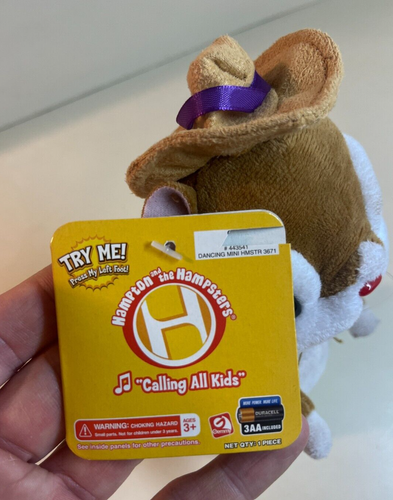 # 443541
DANCING MINI HMSTR 3671
TRY ME!
Press My Left Foot!
Hampton and the Hampsters®
H
"Calling All Kids"
WARNING: CHOKING HAZARD
Small parts. Not for children under 3 years.
AGES
3+
See inside panels for other precautions.
DURACELL
3AA INCLUDED
NET QTY: 1 PIECE